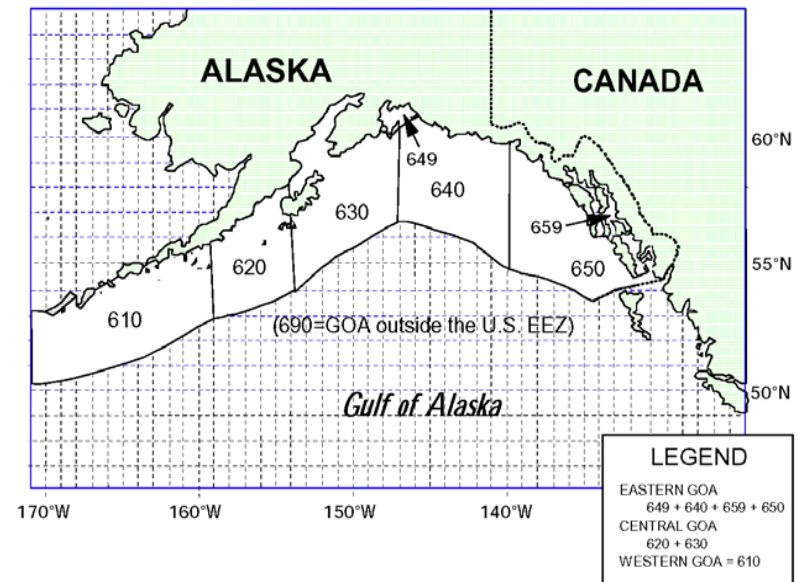 ALASKA
CANADA
60°N
649
640
630
659
620
650
55°N
610
(690=GOA outside the U.S. EEZ)
50°N
Gulf of Alaska
170°W
160°W
150°W
140°W
LEGEND
EASTERN GOA
649 + 640 + 659 + 650
CENTRAL GOA
620 + 630
WESTERN GOA = 610